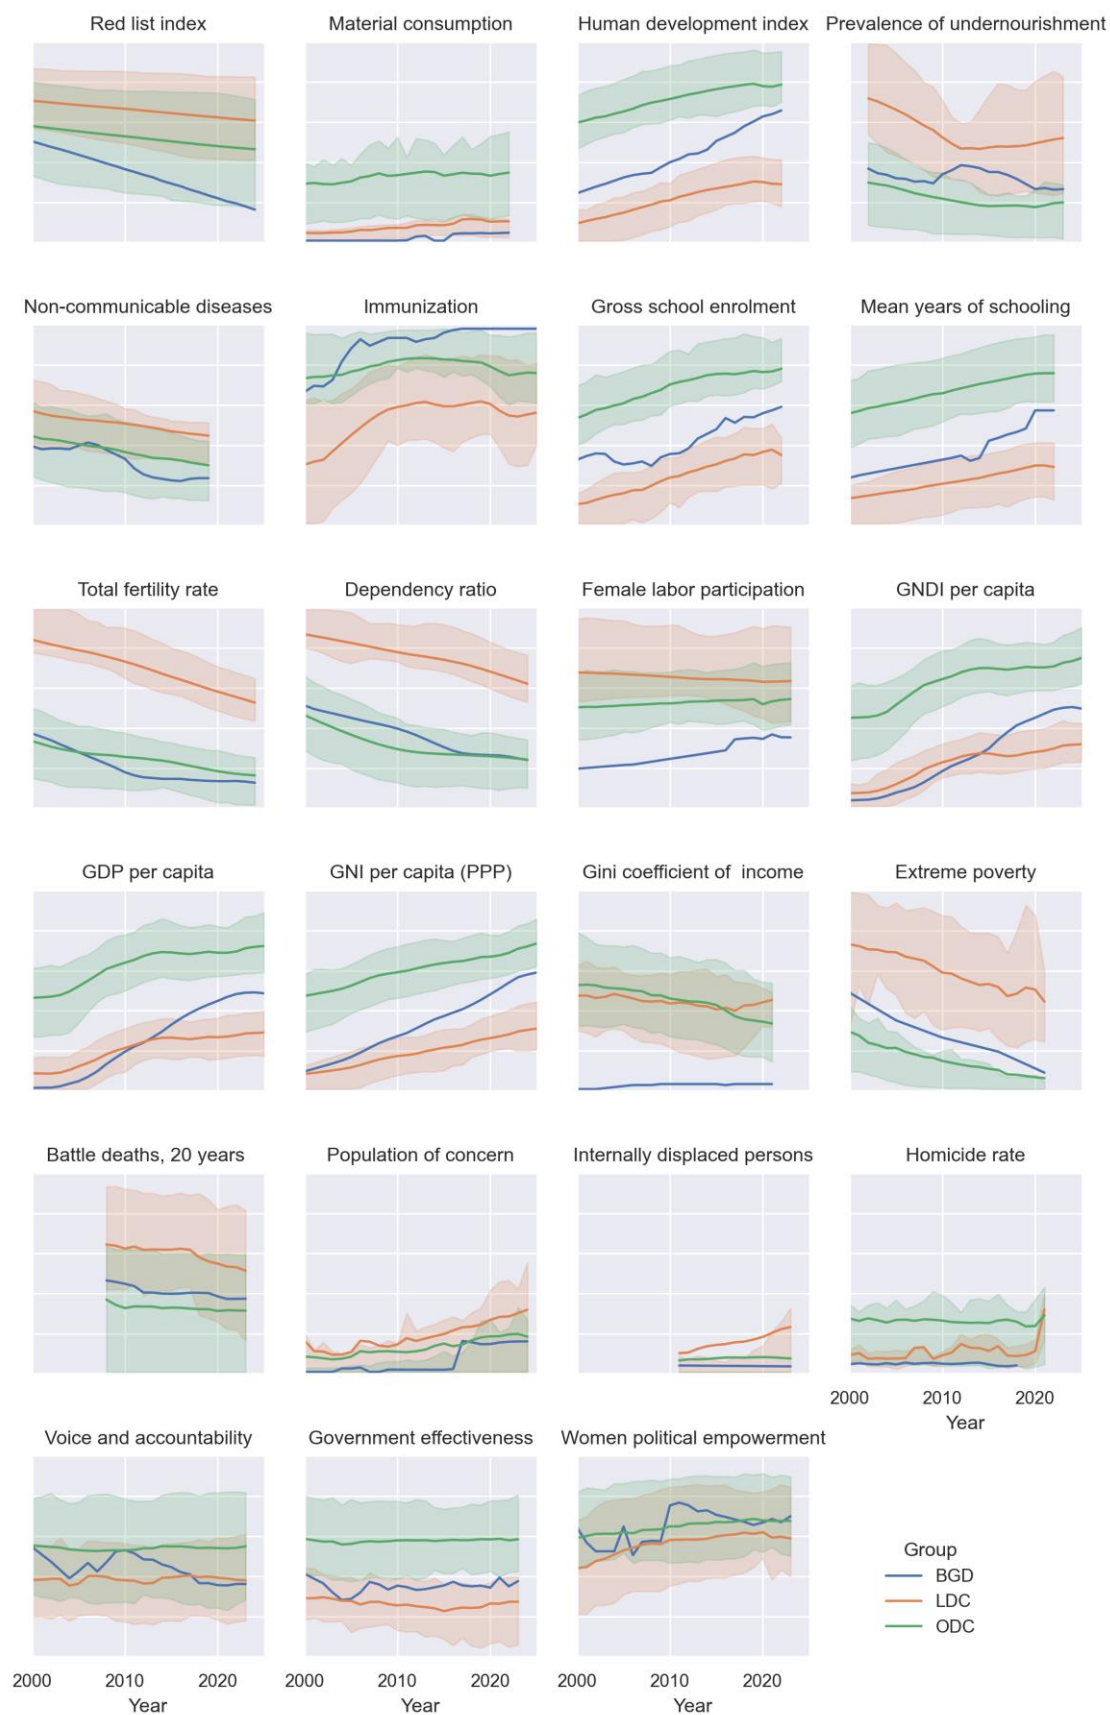 Red list index
Material consumption
Human development index
Prevalence of undernourishment
Non-communicable diseases
Immunization
Gross school enrolment
Mean years of schooling
Total fertility rate
Dependency ratio
Female labor participation
GNDI per capita
GDP per capita
GNI per capita (PPP)
Gini coefficient of  income
Extreme poverty
Battle deaths, 20 years
Population of concern
Internally displaced persons
Homicide rate
2000 2010 2020
Year
Voice and accountability
Government effectiveness
Women political empowerment
Group
BGD
LDC
ODC
2000 2010 2020
Year
2000 2010 2020
Year
2000 2010 2020
Year